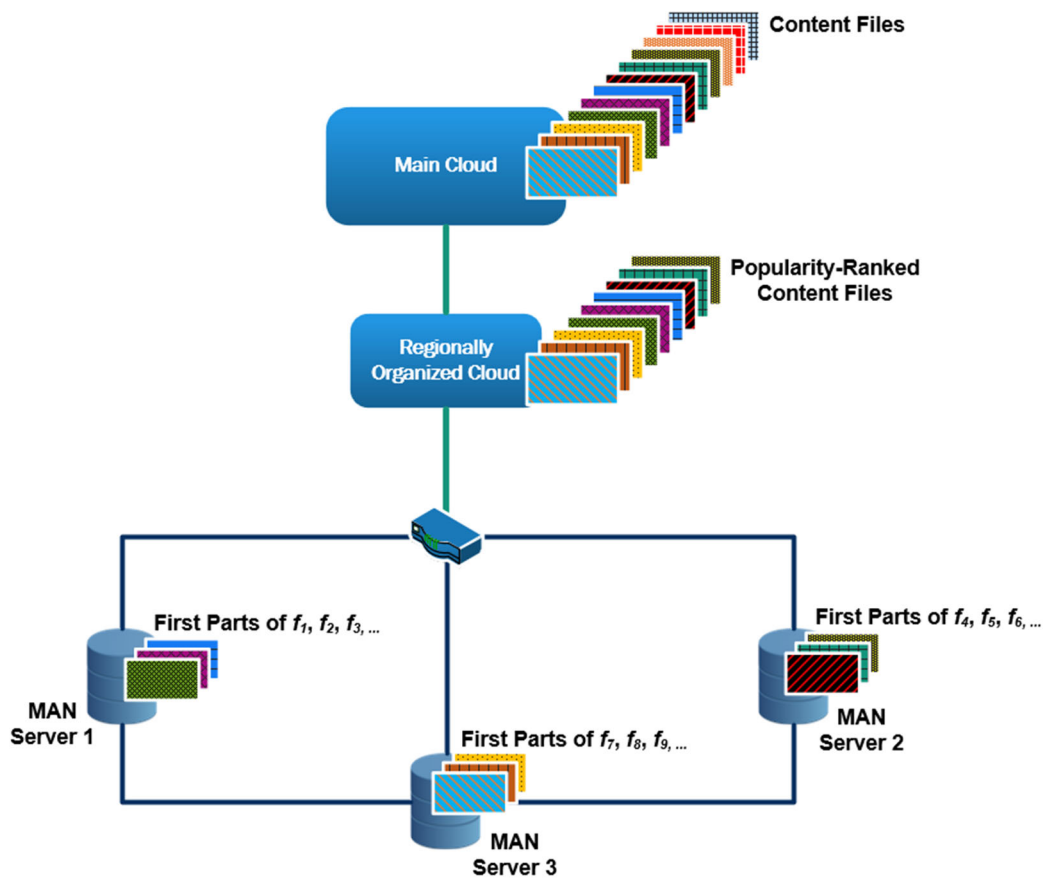 Content Files
Main Cloud
Popularity-Ranked
Content Files
Regionally
Organized Cloud
First Parts of f1, f2, f3, ...
First Parts of f4, f5, f6, ...
MAN
Server 1
MAN
Server 2
First Parts of f7, f8, f9, ...
MAN
Server 3